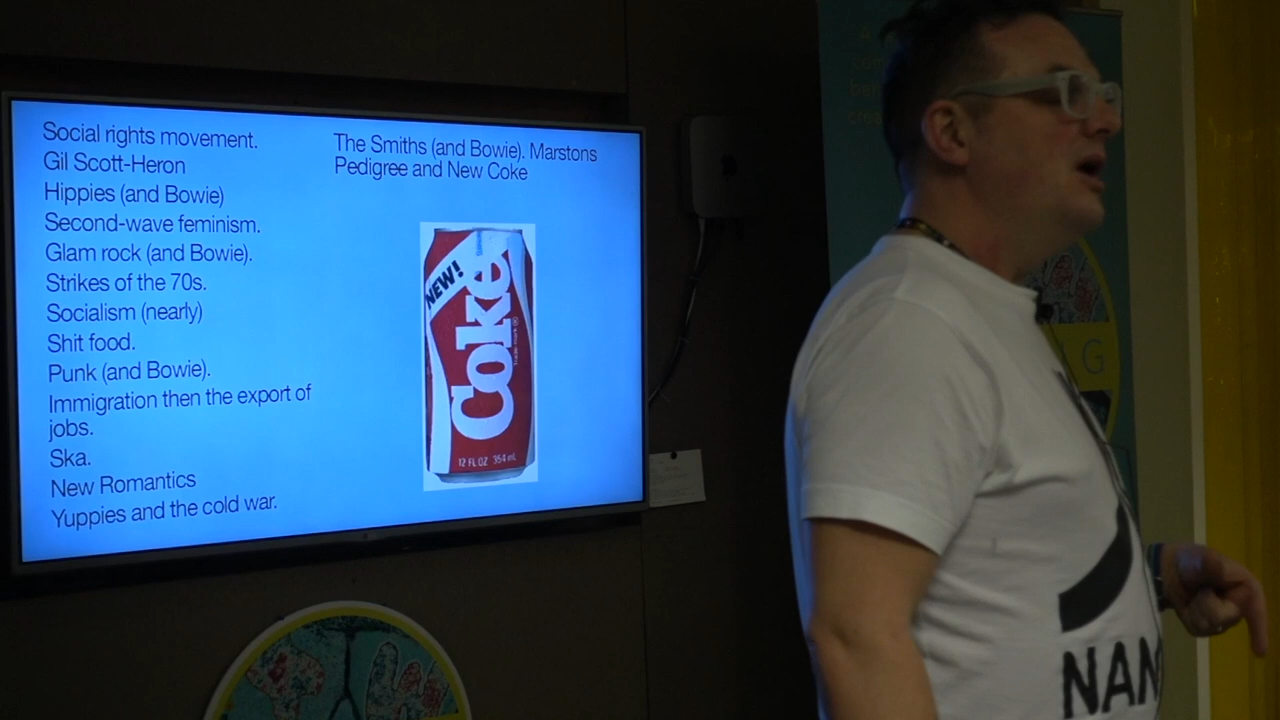 Social rights movement.
Gil Scott-Heron
Hippies (and Bowie)
Second-wave feminism.
Glam rock (and Bowie).
Strikes of the 70s.
Socialism (nearly)
Shit food.
Punk (and Bowie).
Immigration then the export of
jobs.
Ska.
New Romantics
Yuppies and the cold war.
The Smiths (and Bowie). Marstons
Pedigree and New Coke
NEW!
Coke
Trade mark ®
12 FL OZ 354 mL
AG
NAN